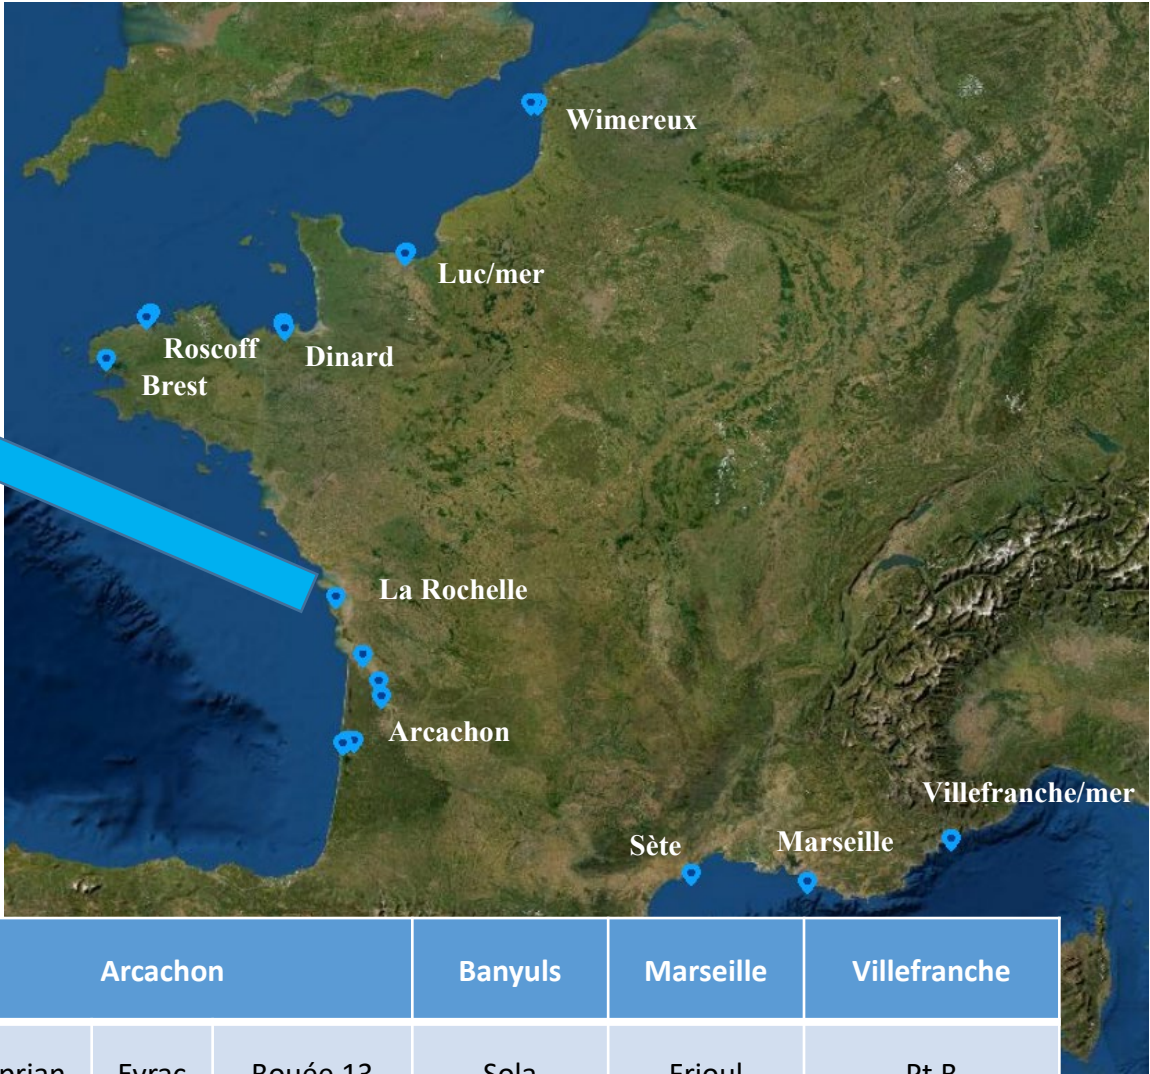 Wimereux
Luc/mer
Roscoff
Dinard
Brest
La Rochelle
Arcachon
Villefranche/mer
Sète
Marseille
Arcachon Banyuls Marseille Villefranche
Eyrac Bouée 13 Sola Frioul Pt B